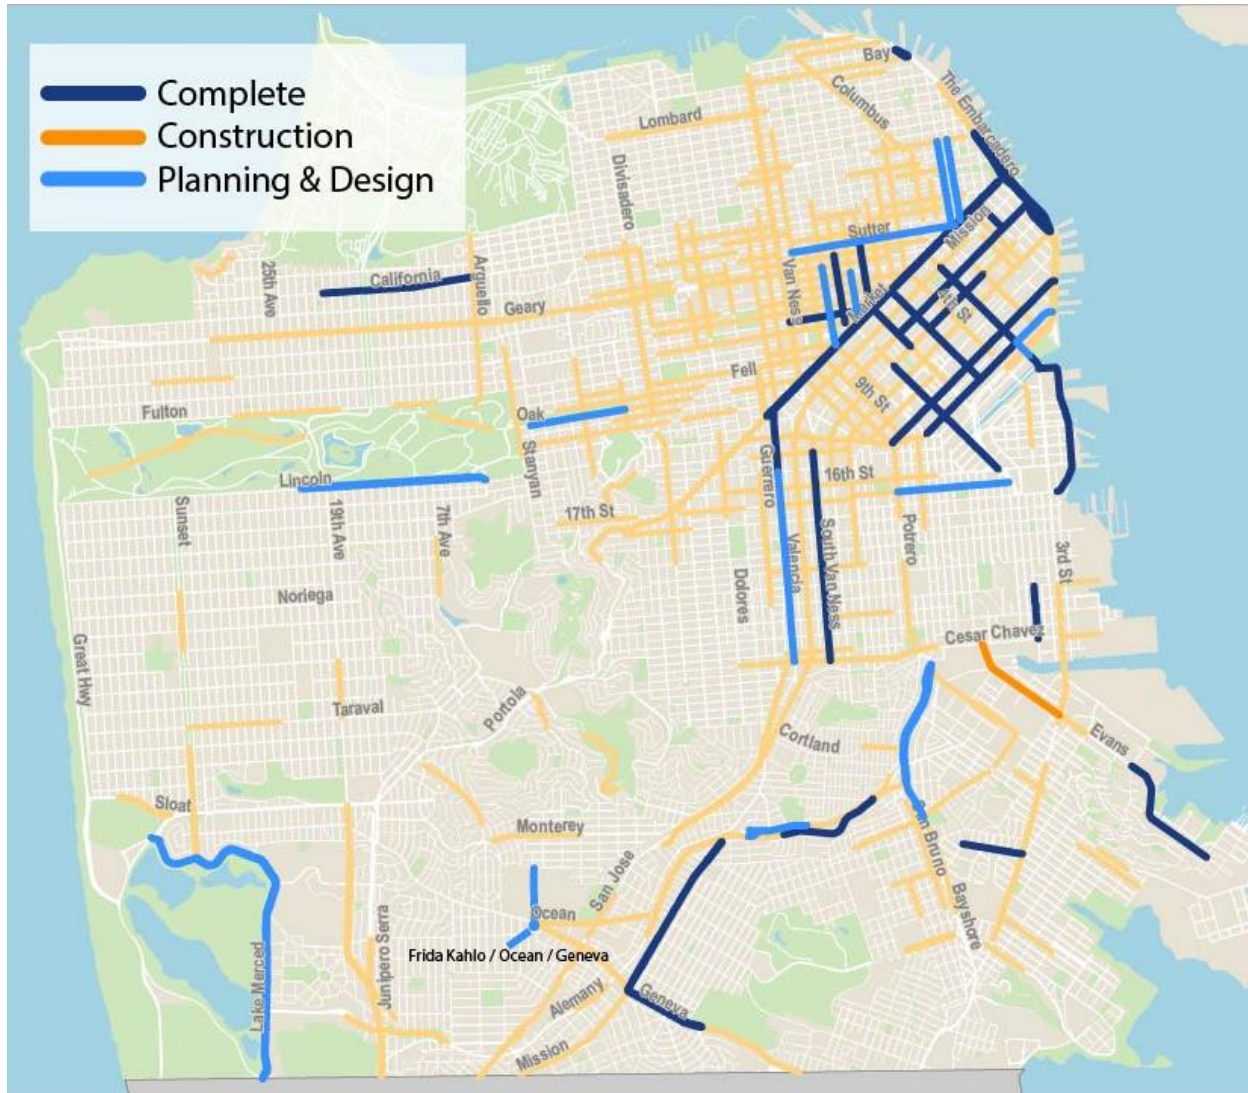 Complete
Construction
Planning & Design
Bay
Columbus
The Embarcadero
Lombard
Divisadero
Sutter
Mission
25th Ave
California
Arguello
Geary
Van Ness
Market
4th St
Fell
9th St
Fulton
Oak
Stanyan
Guerrero
16th St
Lincoln
Sunset
19th Ave
7th Ave
17th St
Potrero
Valencia
South Van Ness
3rd St
Dolores
Noriega
Cesar Chavez
Great Hwy
Taraval
Portola
Cortland
Evans
Sloat
Monterey
San Bruno
San Jose
Ocean
Bayshore
Junipero Serra
Lake Merced
Frida Kahlo / Ocean / Geneva
Alemany
Geneva
Mission